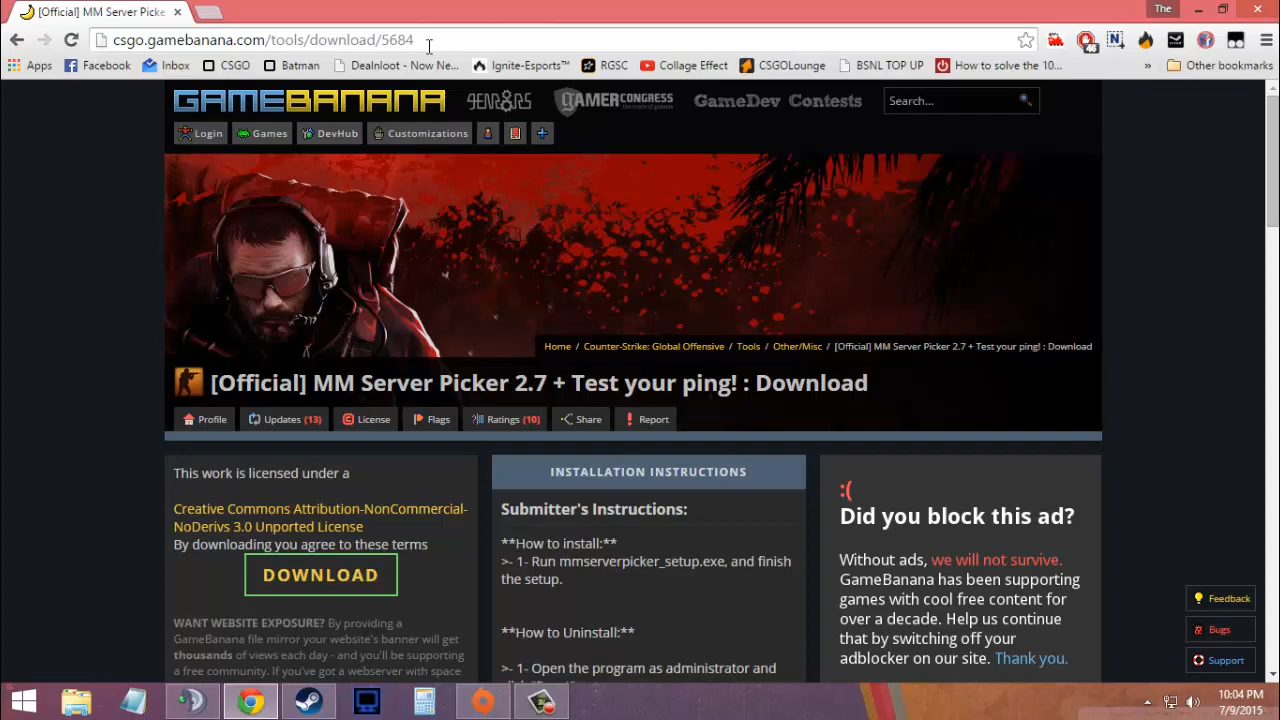 [Official] MM Server Picke
The
csgo.gamebanana.com/tools/download/5684
46
Apps
Facebook
Inbox
CSGO
Batman
DealNloot - Now Ne...
Ignite-Esports™
RGSC
Collage Effect
CSGOLounge
BSNL TOP UP
How to solve the 10...
»
Other bookmarks
GAMEBANANA
GAMERCONGRESS
GameDev
Contests
Search...
Login
Games
DevHub
Customizations
Home / Counter-Strike: Global Offensive / Tools / Other/Misc / [Official] MM Server Picker 2.7 + Test your ping! : Download
[Official] MM Server Picker 2.7 + Test your ping! : Download
Profile
Updates (13)
License
Flags
Ratings (10)
Share
Report
This work is licensed under a
Creative Commons Attribution-NonCommercial-
NoDerivs 3.0 Unported License
By downloading you agree to these terms
DOWNLOAD
WANT WEBSITE EXPOSURE? By providing a
GameBanana file mirror your website's banner will get
thousands of views each day - and you'll be supporting
a free community. If you've got a webserver with space
INSTALLATION INSTRUCTIONS
Submitter's Instructions:
**How to install:**
>- 1- Run mmserverpicker_setup.exe, and finish
the setup.
**How to Uninstall:**
>- 1- Open the program as administrator and
:(
Did you block this ad?
Without ads, we will not survive.
GameBanana has been supporting
games with cool free content for
over a decade. Help us continue
that by switching off your
adblocker on our site. Thank you.
Feedback
Bugs
Support
10:04 PM
7/9/2015